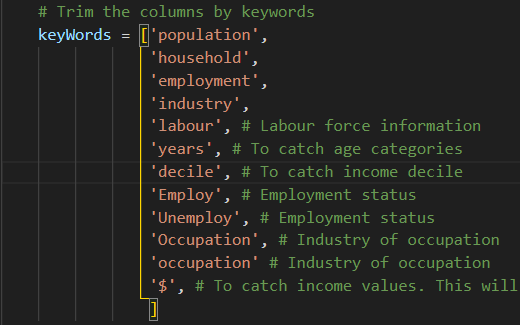 # Trim the columns by keywords
keyWords = ['population',
'household',
'employment',
'industry',
'labour', # Labour force information
'years', # To catch age categories
'decile', # To catch income decile
'Employ', # Employment status
'Unemploy', # Employment status
'Occupation', # Industry of occupation
'occupation' # Industry of occupation
'$', # To catch income values. This will
]